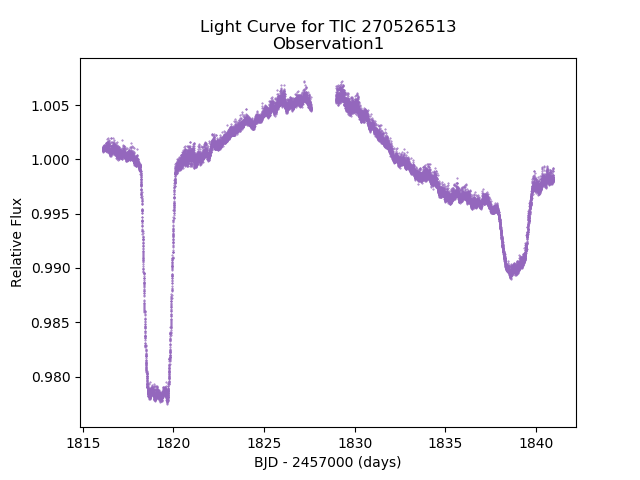 Light Curve for TIC 270526513
Observation1
1.005
1.000
0.995
0.990
0.985
0.980
Relative Flux
1815 1820 1825 1830 1835 1840
BJD - 2457000 (days)